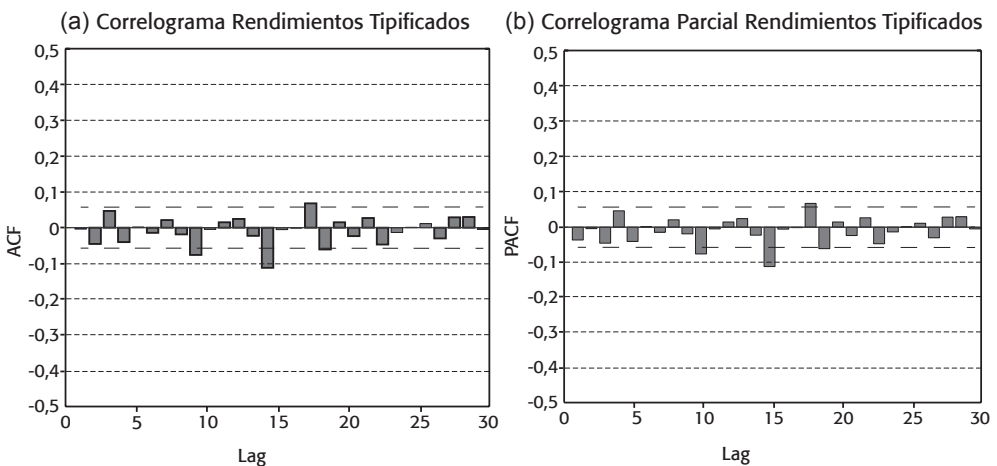 (a) Correlograma Rendimientos Tipificados
0,5
0,4
0,3
0,2
0,1
0
-0,1
-0,2
-0,3
-0,4
-0,5
ACF
0 5 10 15 20 25 30
Lag
(b) Correlograma Parcial Rendimientos Tipificados
0,5
0,4
0,3
0,2
0,1
0
-0,1
-0,2
-0,3
-0,4
-0,5
PACF
0 5 10 15 20 25 30
Lag